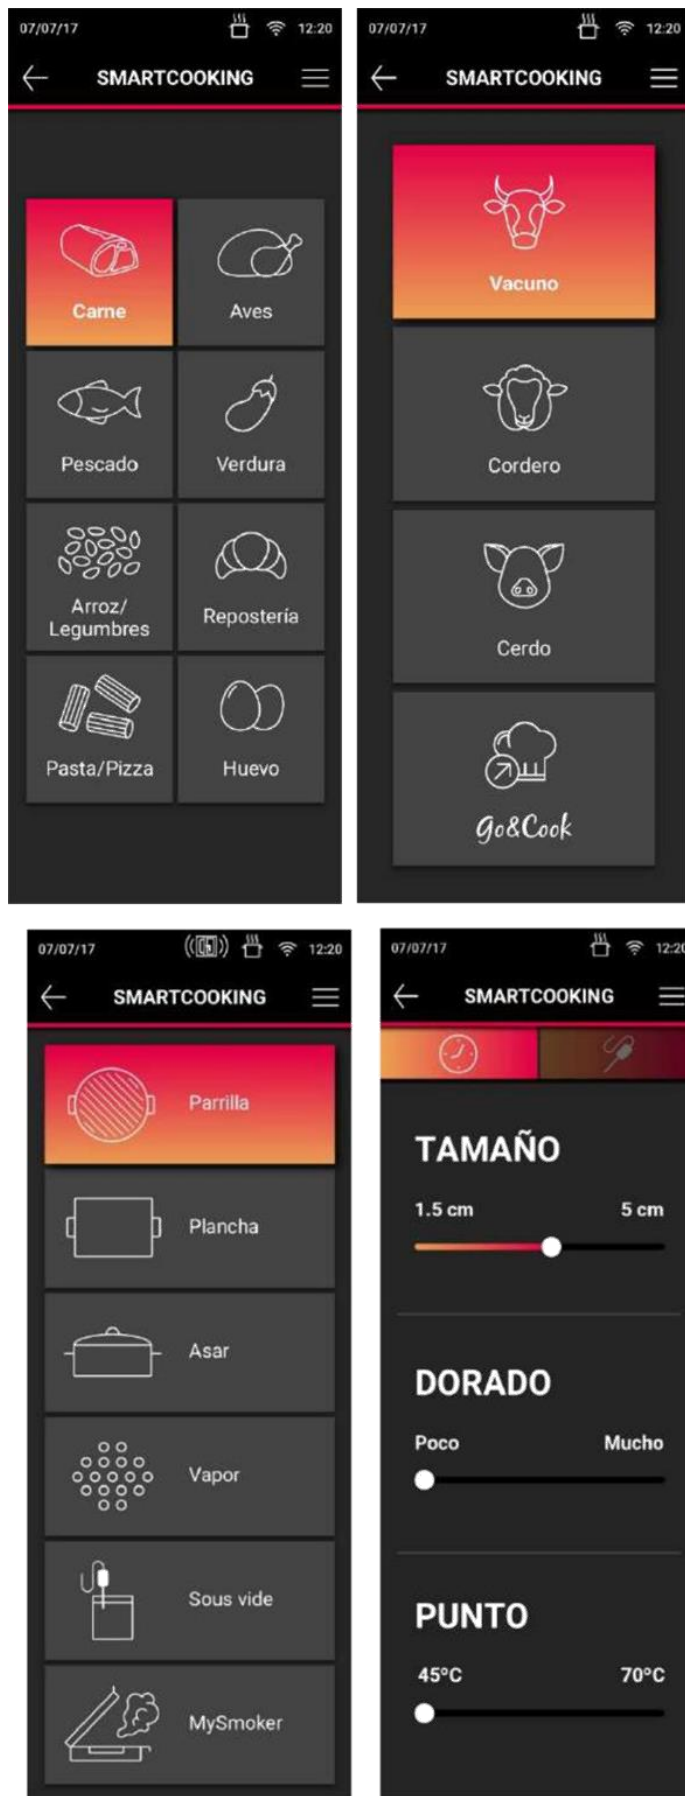 07/07/17 12:20
SMARTCOOKING
Carne Aves
Pescado Verdura
Arroz/
Legumbres
Repostería
Pasta/Pizza Huevo
07/07/17 12:20
SMARTCOOKING
Vacuno
Cordero
Cerdo
Go&Cook
07/07/17 12:20
SMARTCOOKING
Parrilla
Plancha
Asar
Vapor
Sous vide
MySmoker
07/07/17 12:20
SMARTCOOKING
TAMAÑO
1.5 cm 5 cm
DORADO
Poco Mucho
PUNTO
45°C 70°C